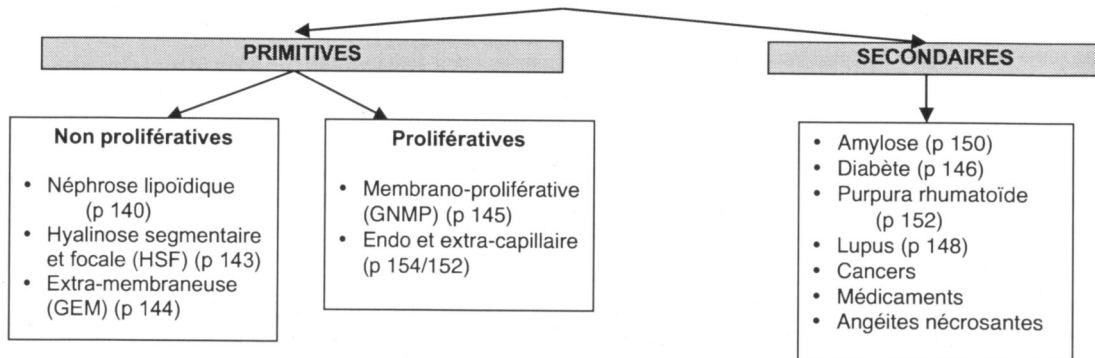 PRIMITIVES
SECONDAIRES
Non prolifératives
• Néphrose lipoïdique
(p 140)
• Hyalinose segmentaire
et focale (HSF) (p 143)
• Extra-membraneuse
(GEM) (p 144)
Prolifératives
• Membrano-proliférative
(GNMP) (p 145)
• Endo et extra-capillaire
(p 154/152)
• Amylose (p 150)
• Diabète (p 146)
• Purpura rhumatoïde
(p 152)
• Lupus (p 148)
• Cancers
• Médicaments
• Angéites nécrosantes